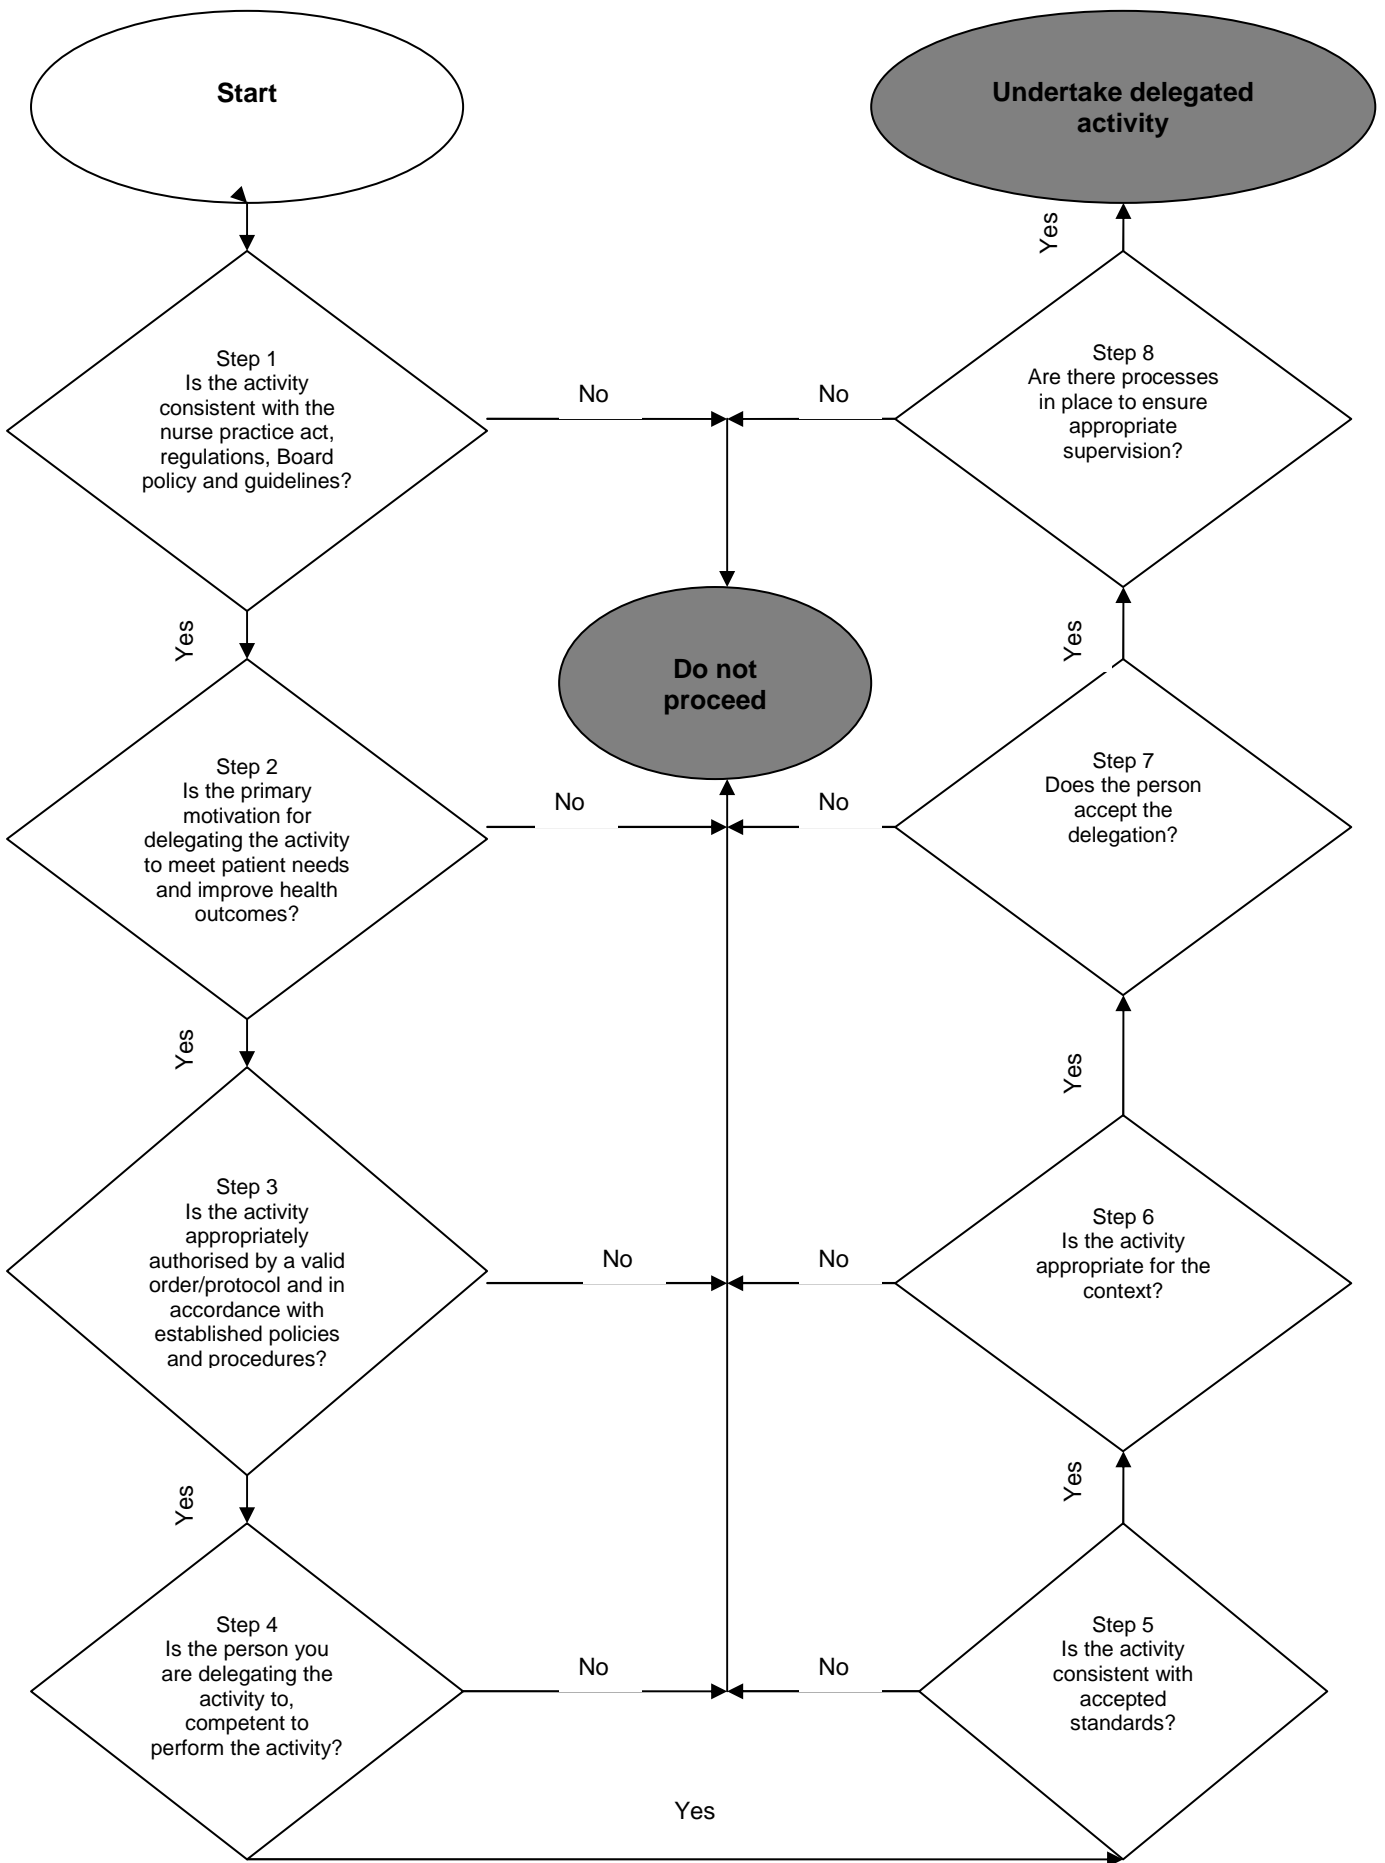 Start
Undertake delegated
activity
Yes
Step 1
Is the activity
consistent with the
nurse practice act,
regulations, Board
policy and guidelines?
No
No
Step 8
Are there processes
in place to ensure
appropriate
supervision?
Yes
Yes
Do not
proceed
Step 2
Is the primary
motivation for
delegating the activity
to meet patient needs
and improve health
outcomes?
No
No
Step 7
Does the person
accept the
delegation?
Yes
Yes
Step 3
Is the activity
appropriately
authorised by a valid
order/protocol and in
accordance with
established policies
and procedures?
No
No
Step 6
Is the activity
appropriate for the
context?
Yes
Yes
Step 4
Is the person you
are delegating the
activity to,
competent to
perform the activity?
No
No
Step 5
Is the activity
consistent with
accepted
standards?
Yes